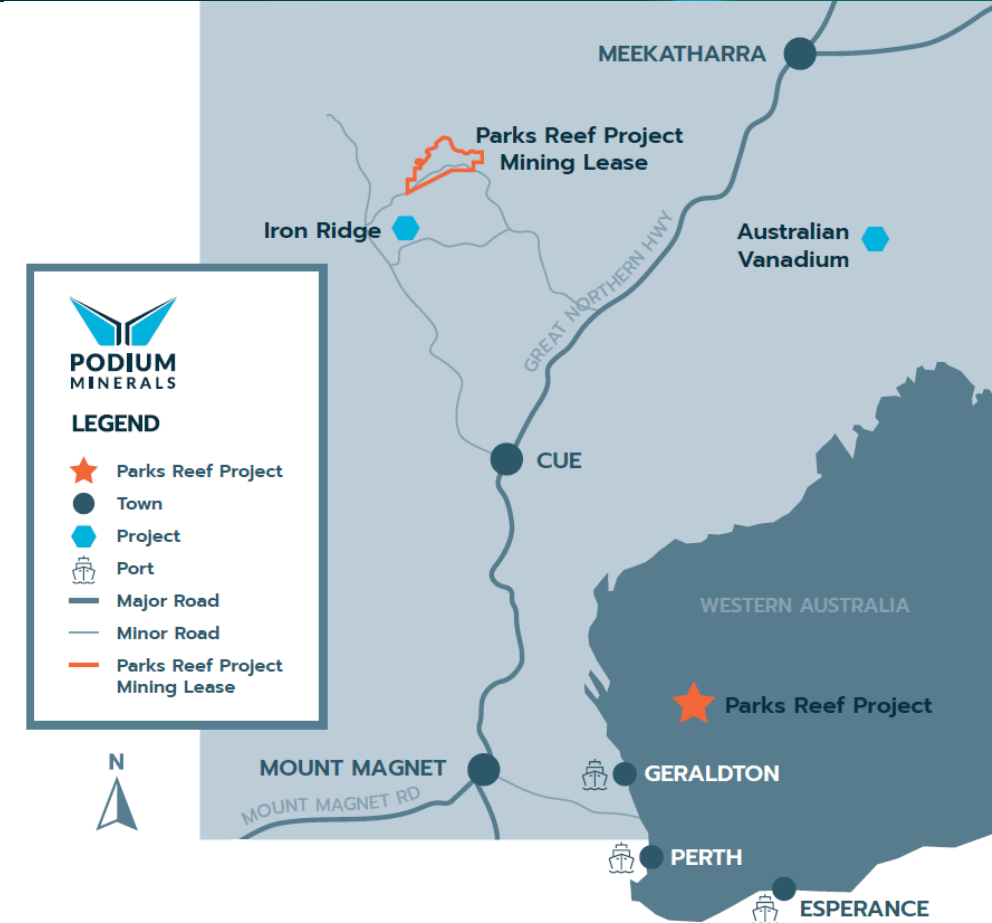 MEEKATHARRA
Parks Reef Project
Mining Lease
Iron Ridge
Australian
Vanadium
GREAT NORTHERN HWY
PODIUM
MINERALS
LEGEND
Parks Reef Project
Town
Project
Port
Major Road
Minor Road
Parks Reef Project
Mining Lease
CUE
WESTERN AUSTRALIA
Parks Reef Project
N
MOUNT MAGNET
MOUNT MAGNET RD
GERALDTON
PERTH
ESPERANCE